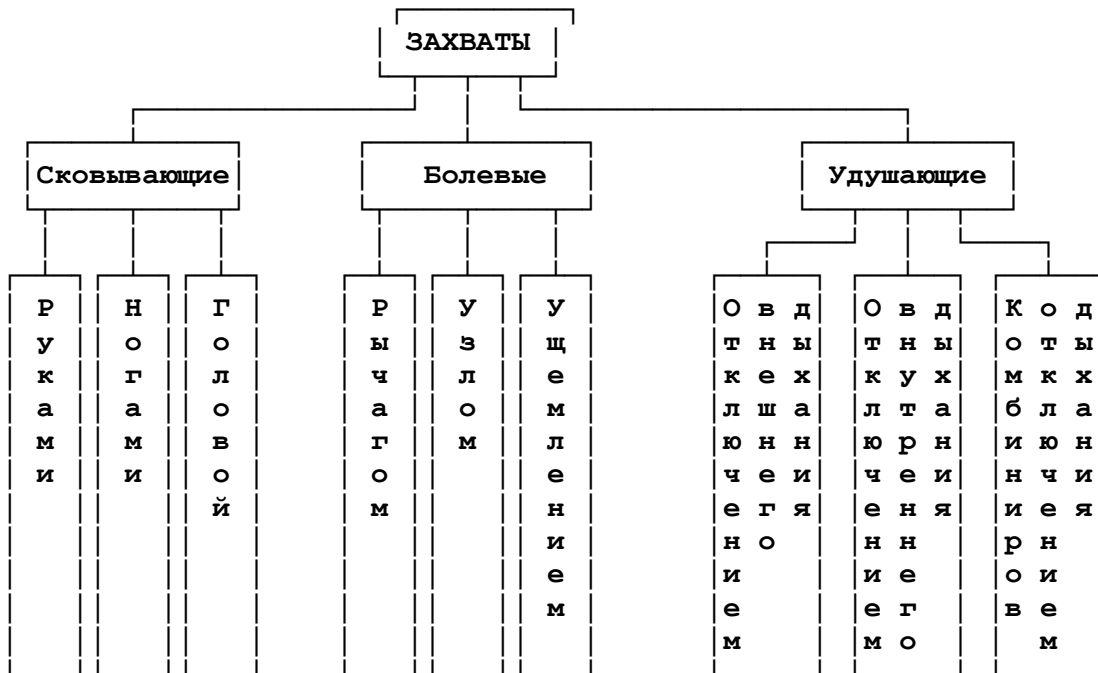 ЗАХВАТЫ
Сковывающие
Болевые
Удушающие
Руками
Ногами
Головой
Рычагом
Узлом
Ущемлением
Отключением
внешнего
дыхания
Отключением
внутреннего
дыхания
Комбиниров
отключением
дыхания